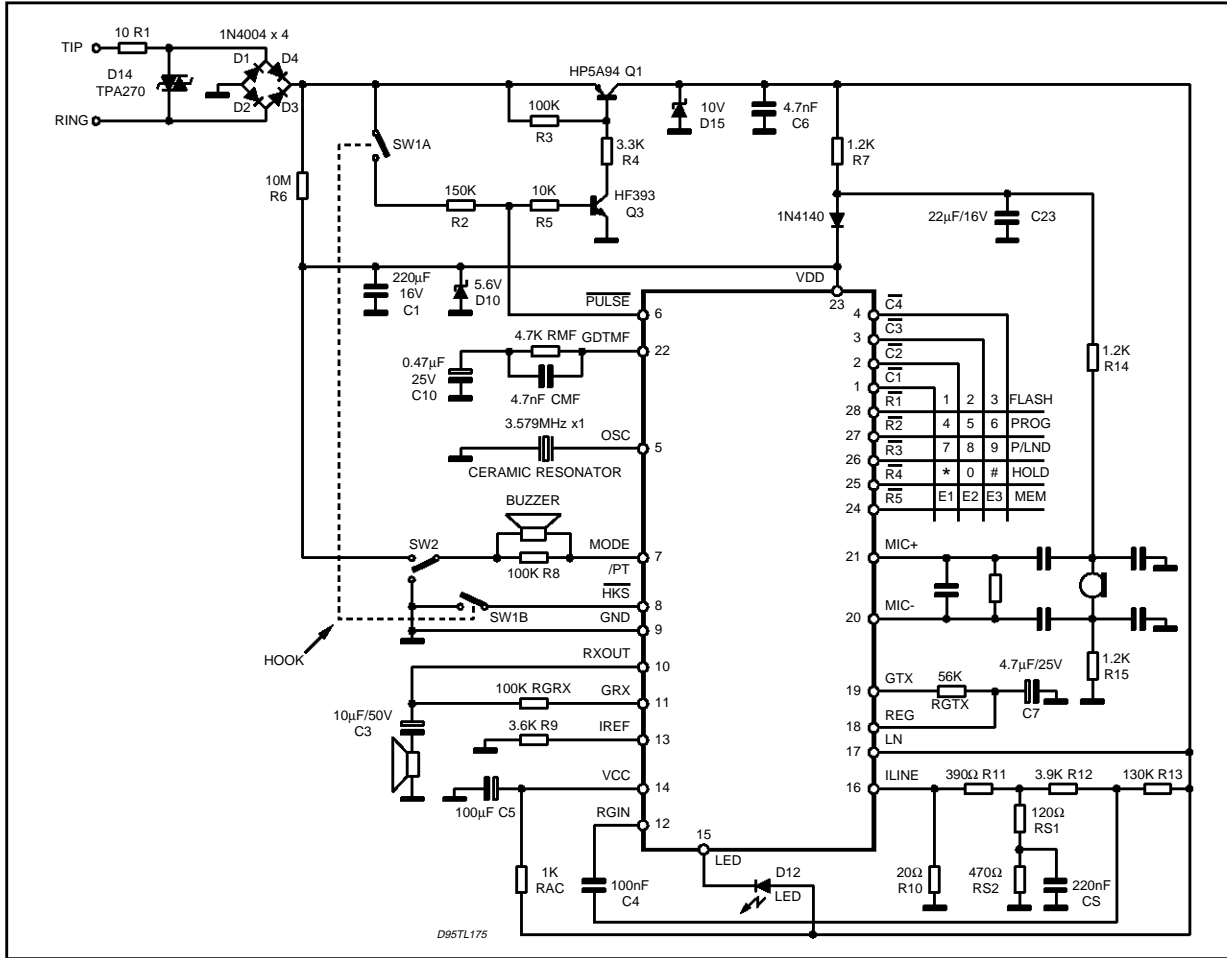 TIP
10 R1
1N4004 x 4
D1
D4
D14
TPA270
D2
D3
RING
HP5A94 Q1
100K
R3
3.3K
R4
10V
D15
4.7nF
C6
1.2K
R7
SW1A
10M
R6
150K
R2
10K
R5
HF393
Q3
1N4140
22µF/16V
C23
220µF
16V
C1
5.6V
D10
VDD
23
PULSE
6
4.7K RMF
GDTMF
22
0.47µF
25V
C10
4.7nF CMF
3.579MHz x1
OSC
5
CERAMIC RESONATOR
BUZZER
SW2
100K R8
MODE
/PT
7
HKS
8
SW1B
GND
9
HOOK
RXOUT
10
100K RGRX
GRX
11
10µF/50V
C3
3.6K R9
IREF
13
VCC
14
100µF C5
RGIN
12
15
LED
1K
RAC
100nF
C4
D12
LED
4
C4
3
C3
2
C2
1
C1
28
R1
27
R2
26
R3
25
R4
24
R5
1 2 3 FLASH
4 5 6 PROG
7 8 9 P/LND
* 0 # HOLD
E1 E2 E3 MEM
1.2K
R14
21
MIC+
20
MIC-
1.2K
R15
19
GTX
56K
RGTX
4.7µF/25V
C7
18
REG
17
LN
16
ILINE
390Ω R11
3.9K R12
130K R13
120Ω
RS1
20Ω
R10
470Ω
RS2
220nF
CS
D95TL175